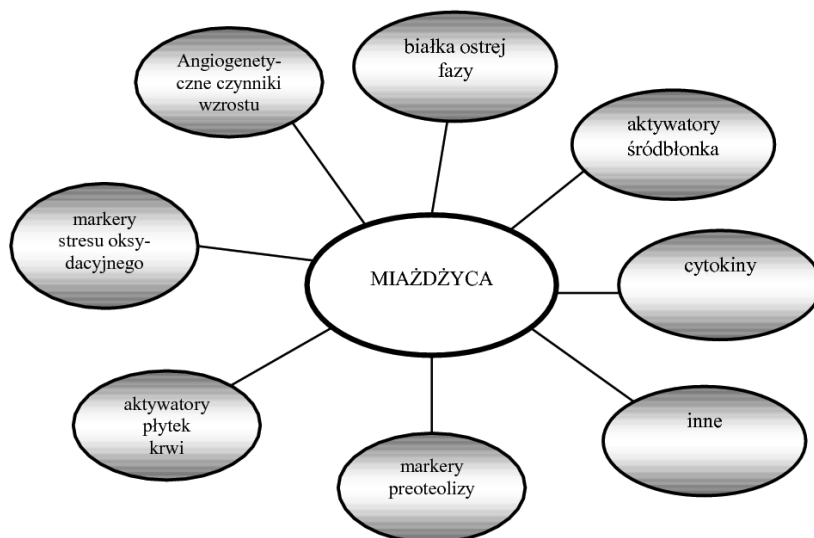 Angiogenety-
czne czynniki
wzrostu
białka ostrej
fazy
aktywatory
śródbłonka
markery
stresu oksy-
dacyjnego
MIAŻDŻYCA
cytokiny
aktywatory
płytek
krwi
markery
preoteolizy
inne